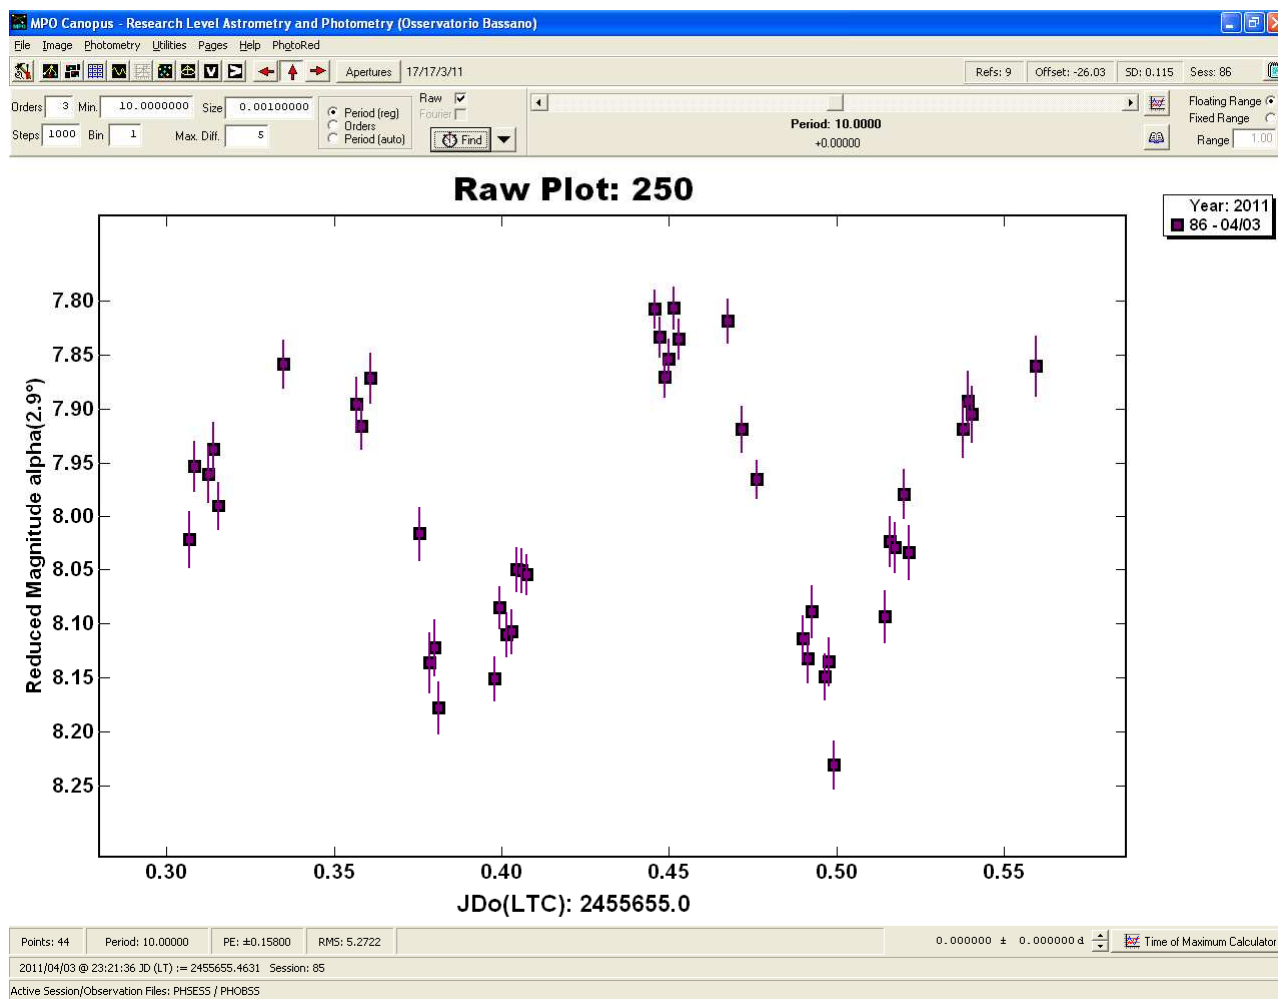 MPO Canopus - Research Level Astrometry and Photometry (Osservatorio Bassano)
File Image Photometry Utilities Pages Help PhotoRed
Apertures 17/17/3/11 Refs: 9 Offset: -26.03 SD: 0.115 Sess: 86
Orders 3 Min. 10.0000000 Size 0.00100000
Steps 1000 Bin 1 Max. Diff. 5
Period (reg)
Orders
Period (auto)
Raw
Fourier
Find
Period: 10.0000
+0.00000
Floating Range
Fixed Range
Range 1.00
Raw Plot: 250
Year: 2011
86 - 04/03
Reduced Magnitude alpha(2.9°)
7.80
7.85
7.90
7.95
8.00
8.05
8.10
8.15
8.20
8.25
0.30 0.35 0.40 0.45 0.50 0.55
JDo(LTC): 2455655.0
Points: 44 Period: 10.00000 PE: ±0.15800 RMS: 5.2722 0.000000 ± 0.000000 d Time of Maximum Calculator
2011/04/03 @ 23:21:36 JD (LT) := 2455655.4631 Session: 85
Active Session/Observation Files: PHSESS / PHOBSS